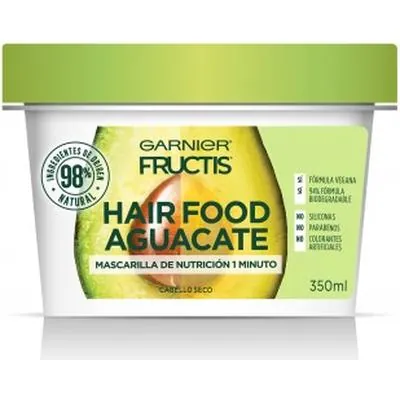 GARNIER
FRUCTIS
INGREDIENTES DE ORIGEN
98%
NATURAL
HAIR FOOD
AGUACATE
MASCARILLA DE NUTRICIÓN 1 MINUTO
CABELLO SECO
SÍ FÓRMULA VEGANA
SÍ 94% FÓRMULA
BIODEGRADABLE
NO SILICONAS
NO PARABENOS
NO COLORANTES
ARTIFICIALES
350ml